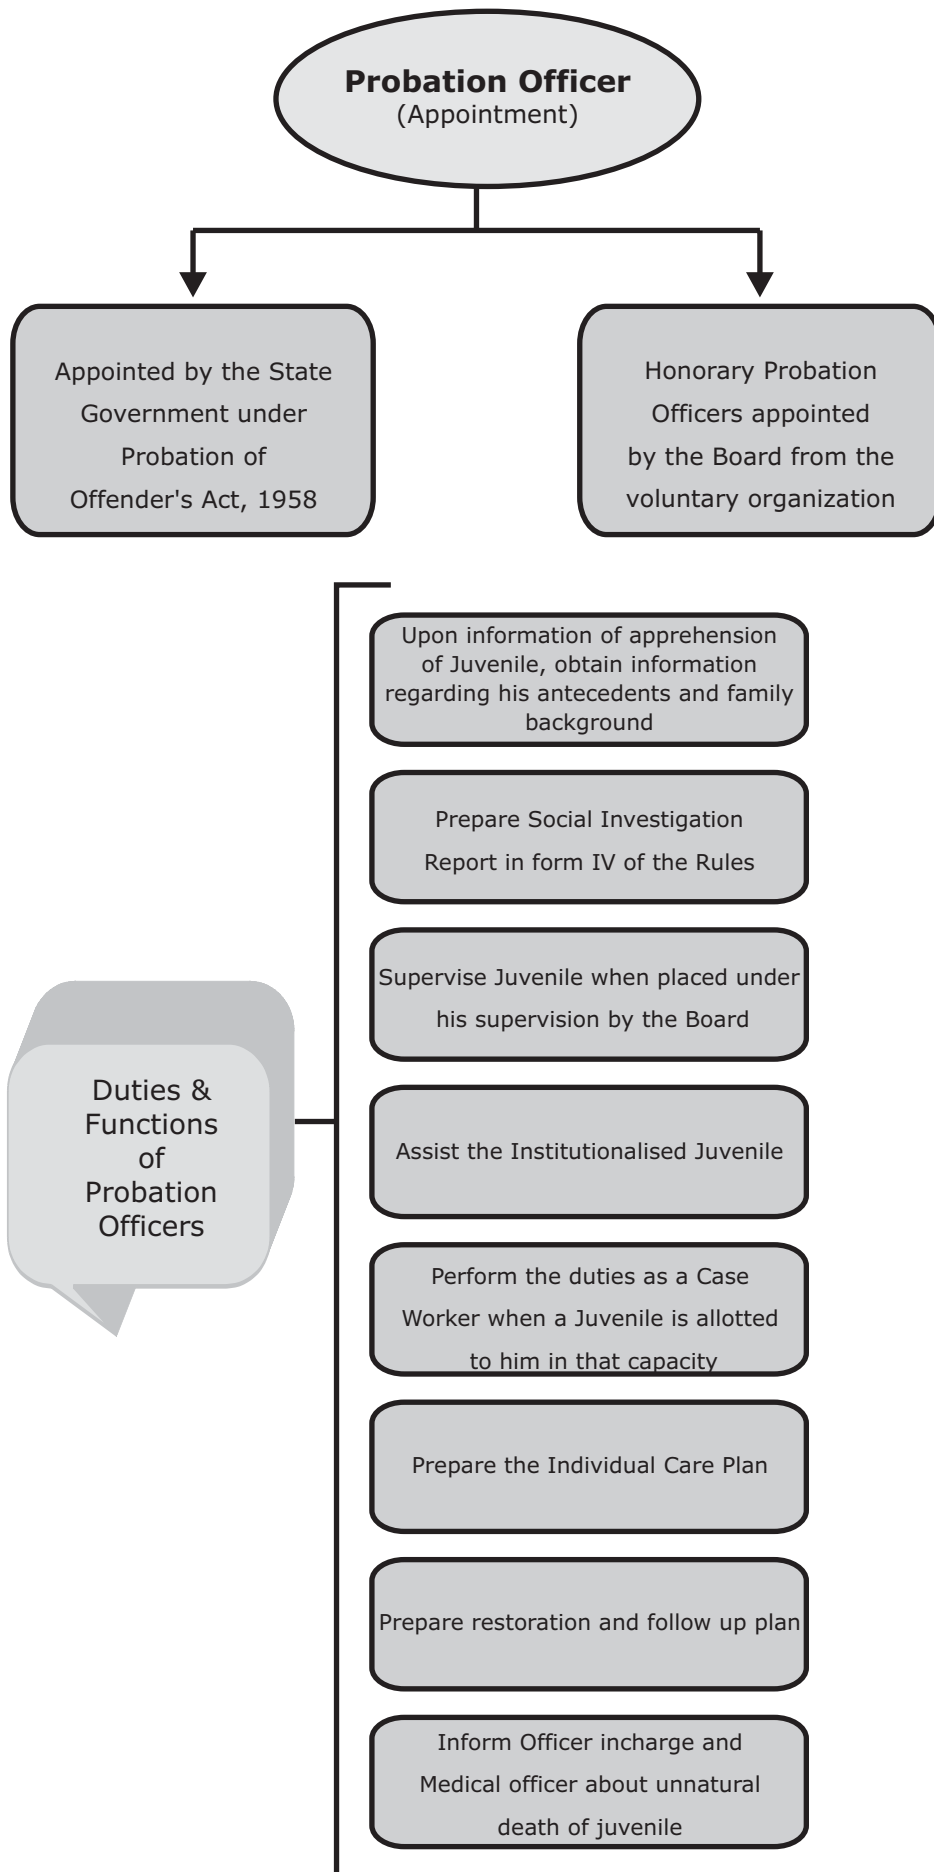 Probation Officer
(Appointment)
Appointed by the State
Government under
Probation of
Offender's Act, 1958
Honorary Probation
Officers appointed
by the Board from the
voluntary organization
Duties &
Functions
of
Probation
Officers
Upon information of apprehension
of Juvenile, obtain information
regarding his antecedents and family
background
Prepare Social Investigation
Report in form IV of the Rules
Supervise Juvenile when placed under
his supervision by the Board
Assist the Institutionalised Juvenile
Perform the duties as a Case
Worker when a Juvenile is allotted
to him in that capacity
Prepare the Individual Care Plan
Prepare restoration and follow up plan
Inform Officer incharge and
Medical officer about unnatural
death of juvenile